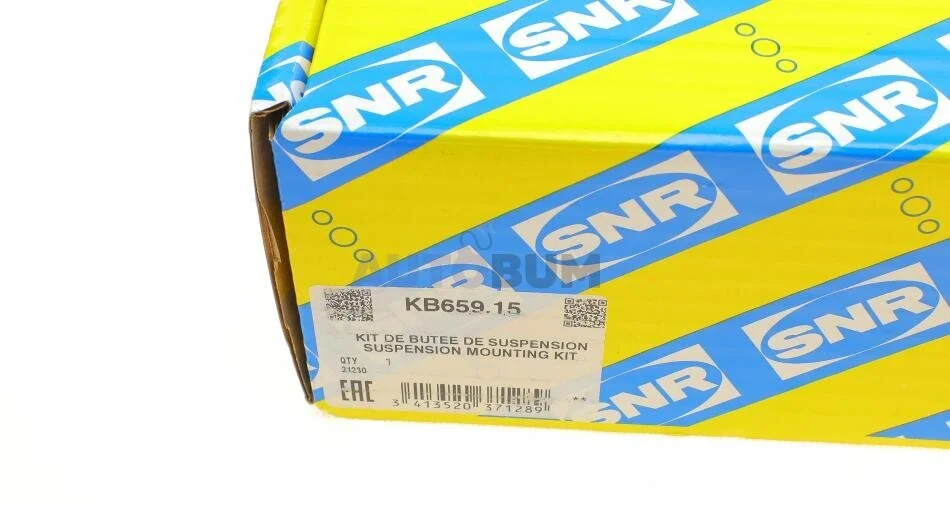 SNR
SNR
SNR
SNR
SNR
SNR
AUTOBUM
KB659.15
KIT DE BUTEE DE SUSPENSION
SUSPENSION MOUNTING KIT
QTY 1
21230
EAC
3 413520 371289
**